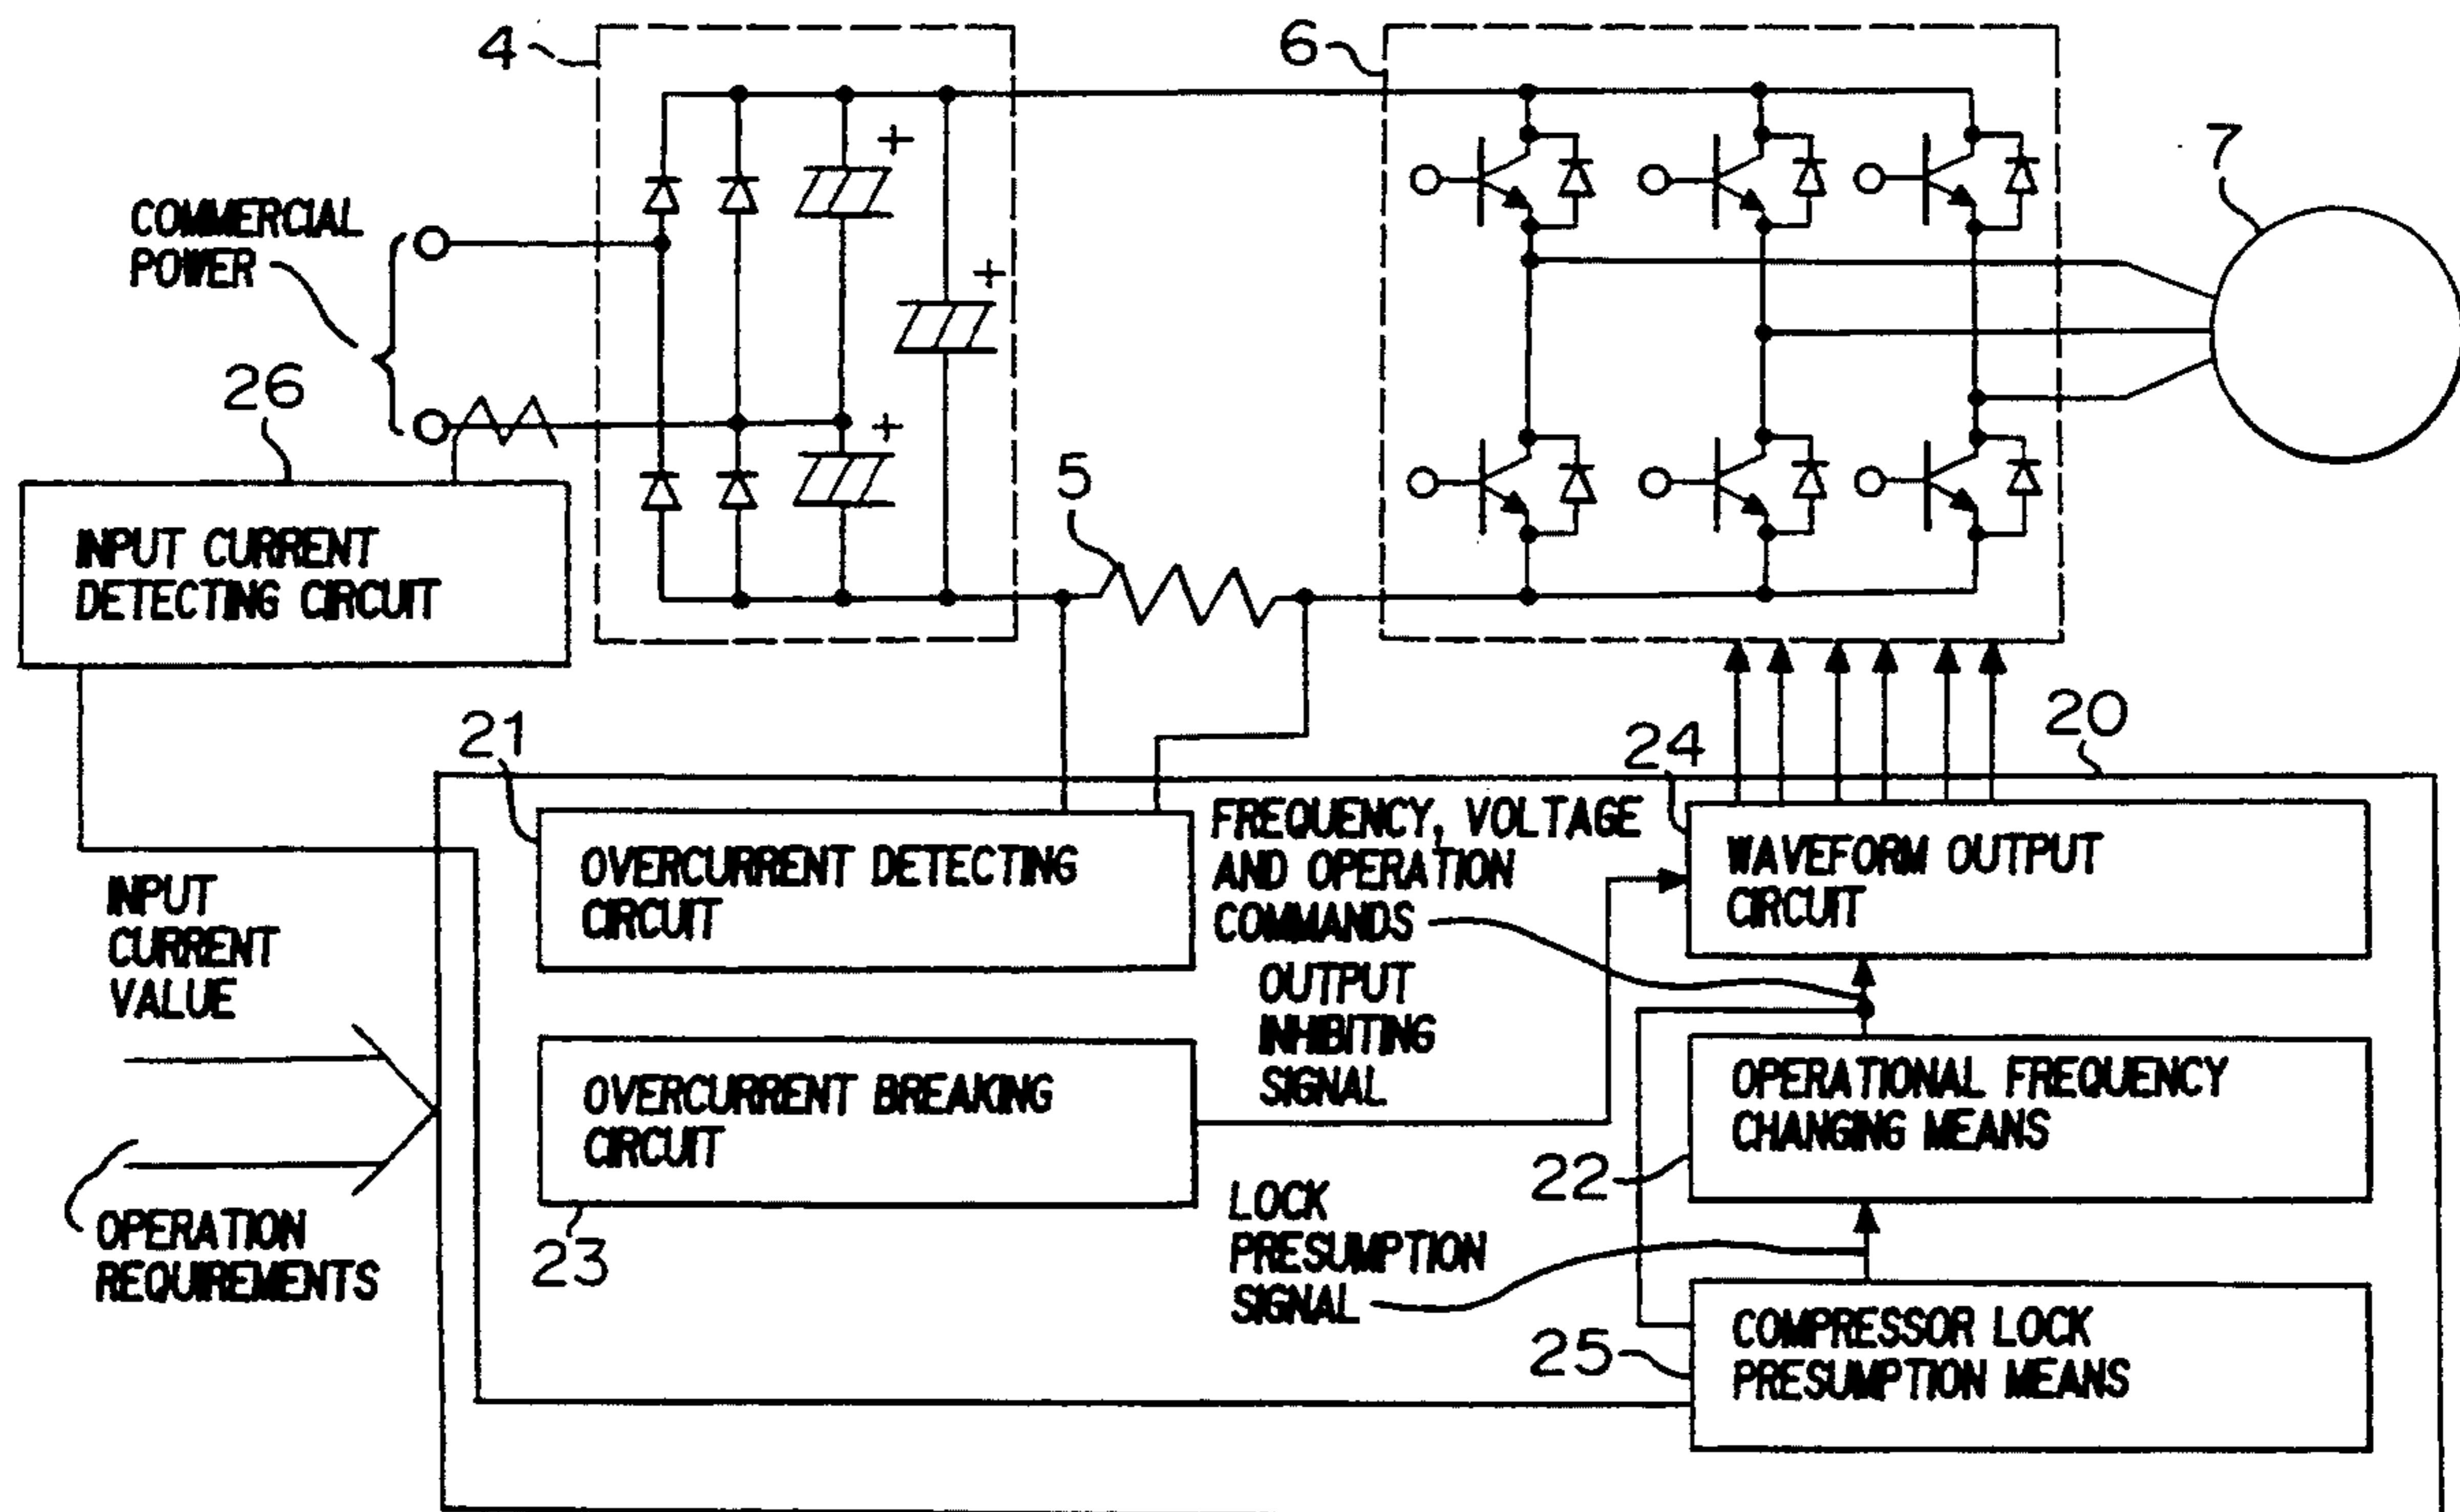 4
6
7
+
+
+
COMMERCIAL
POWER
26
5
INPUT CURRENT
DETECTING CIRCUIT
21
24
20
OVERCURRENT DETECTING
CIRCUIT
FREQUENCY, VOLTAGE
AND OPERATION
COMMANDS
WAVEFORM OUTPUT
CIRCUIT
INPUT
CURRENT
VALUE
OUTPUT
INHIBITING
SIGNAL
OVERCURRENT BREAKING
CIRCUIT
23
OPERATIONAL FREQUENCY
CHANGING MEANS
22
OPERATION
REQUIREMENTS
LOCK
PRESUMPTION
SIGNAL
COMPRESSOR LOCK
PRESUMPTION MEANS
25